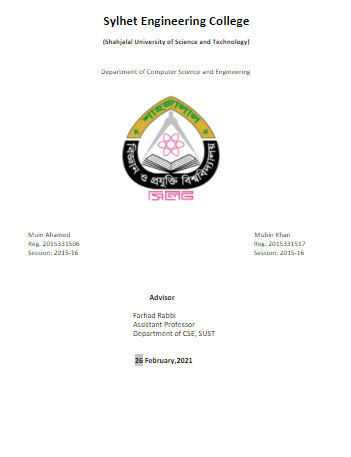 Sylhet Engineering College
(Shahjalal University of Science and Technology)
Department of Computer Science and Engineering
শাহজালাল
বিজ্ঞান ও প্রযুক্তি বিশ্ববিদ্যালয়
সিলেট
Muin Ahamed
Reg. 2015331506
Session: 2015-16
Mubin Khan
Reg. 2015331517
Session: 2015-16
Advisor
Farhad Rabbi
Assistant Professor
Department of CSE, SUST
26 February,2021